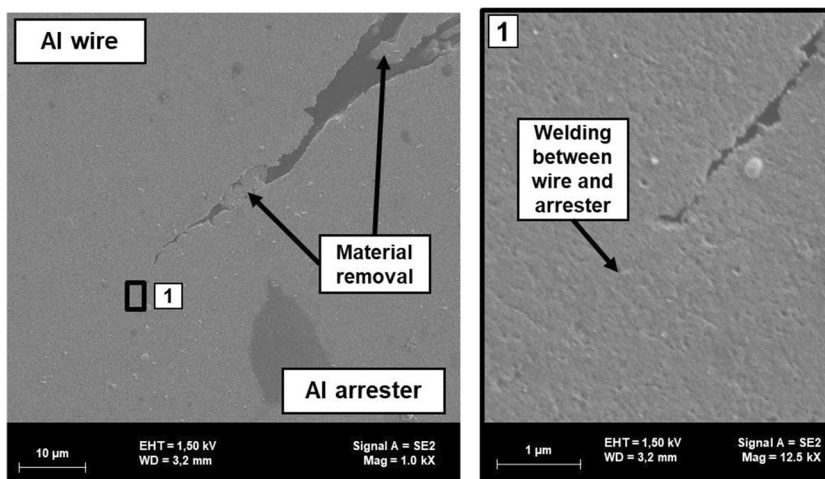 Al wire
Material
removal
1
Al arrester
10 µm
EHT = 1,50 kV
WD = 3,2 mm
Signal A = SE2
Mag = 1.0 kX
1
Welding
between
wire and
arrester
1 µm
EHT = 1,50 kV
WD = 3,2 mm
Signal A = SE2
Mag = 12.5 kX